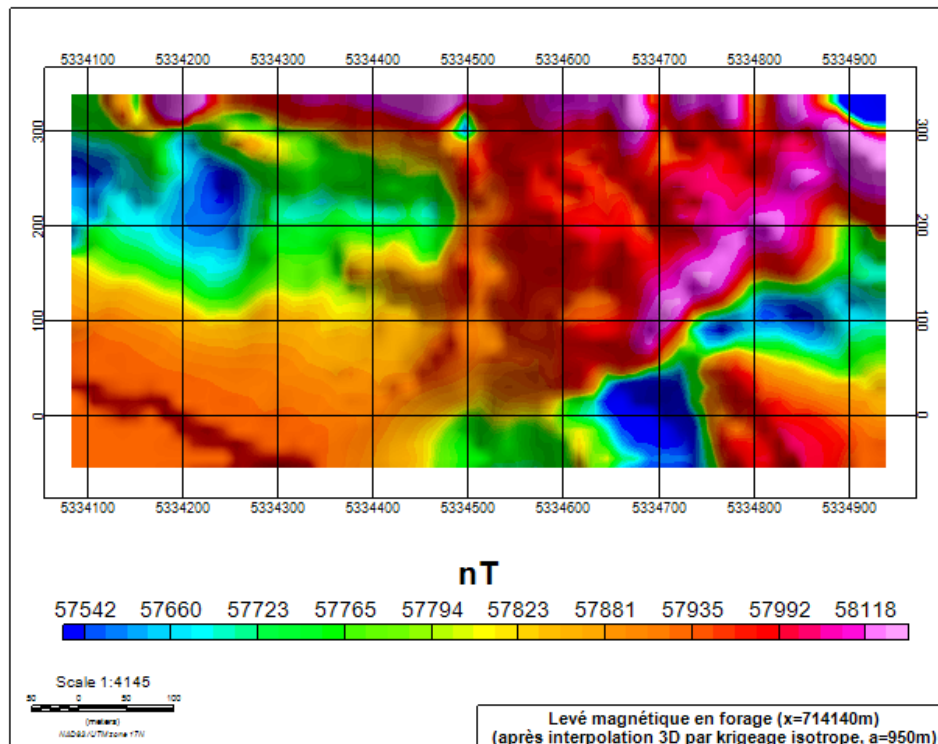 5334100 5334200 5334300 5334400 5334500 5334600 5334700 5334800 5334900
300 300
200 200
100 100
0 0
5334100 5334200 5334300 5334400 5334500 5334600 5334700 5334800 5334900
nT
57542 57660 57723 57765 57794 57823 57881 57935 57992 58118
Scale 1:4145
50 0 50 100
(meters)
NAD83 / UTM zone 17N
Levé magnétique en forage (x=714140m)
(après interpolation 3D par krigeage isotrope, a=950m)